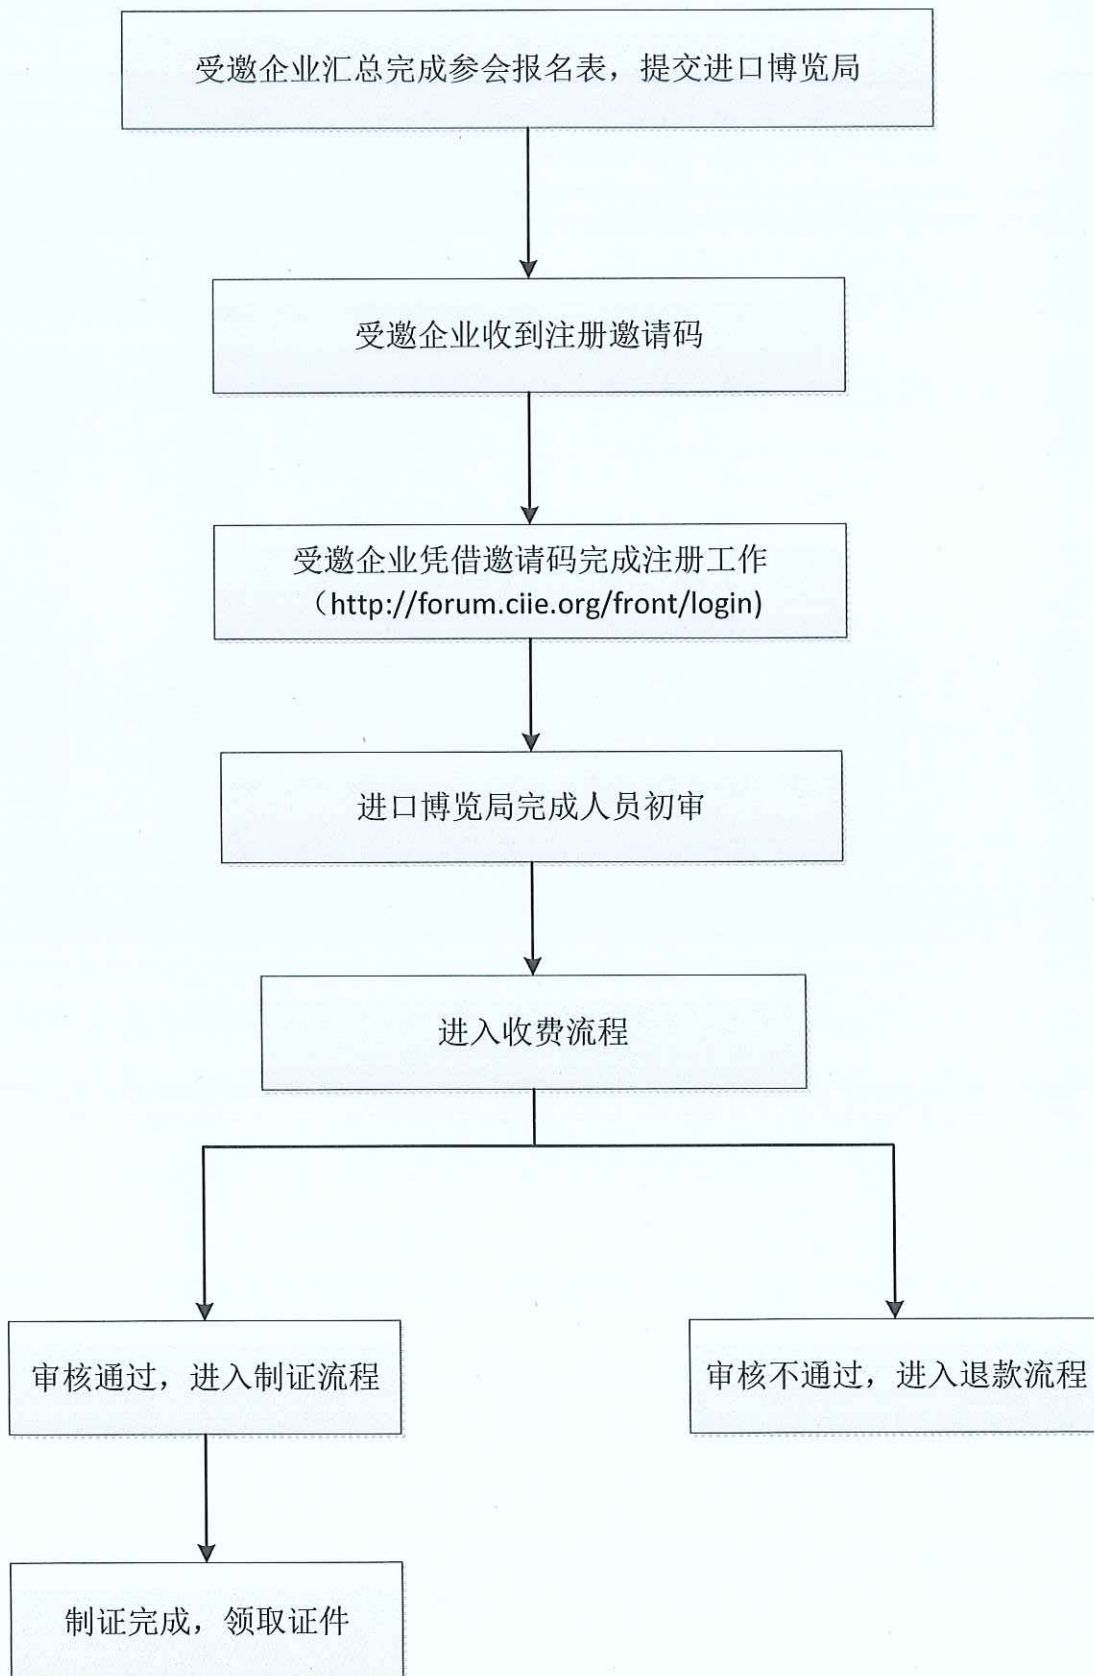 受邀企业汇总完成参会报名表，提交进口博览局
受邀企业收到注册邀请码
受邀企业凭借邀请码完成注册工作
（http://forum.ciie.org/front/login)
进口博览局完成人员初审
进入收费流程
审核通过，进入制证流程
审核不通过，进入退款流程
制证完成，领取证件